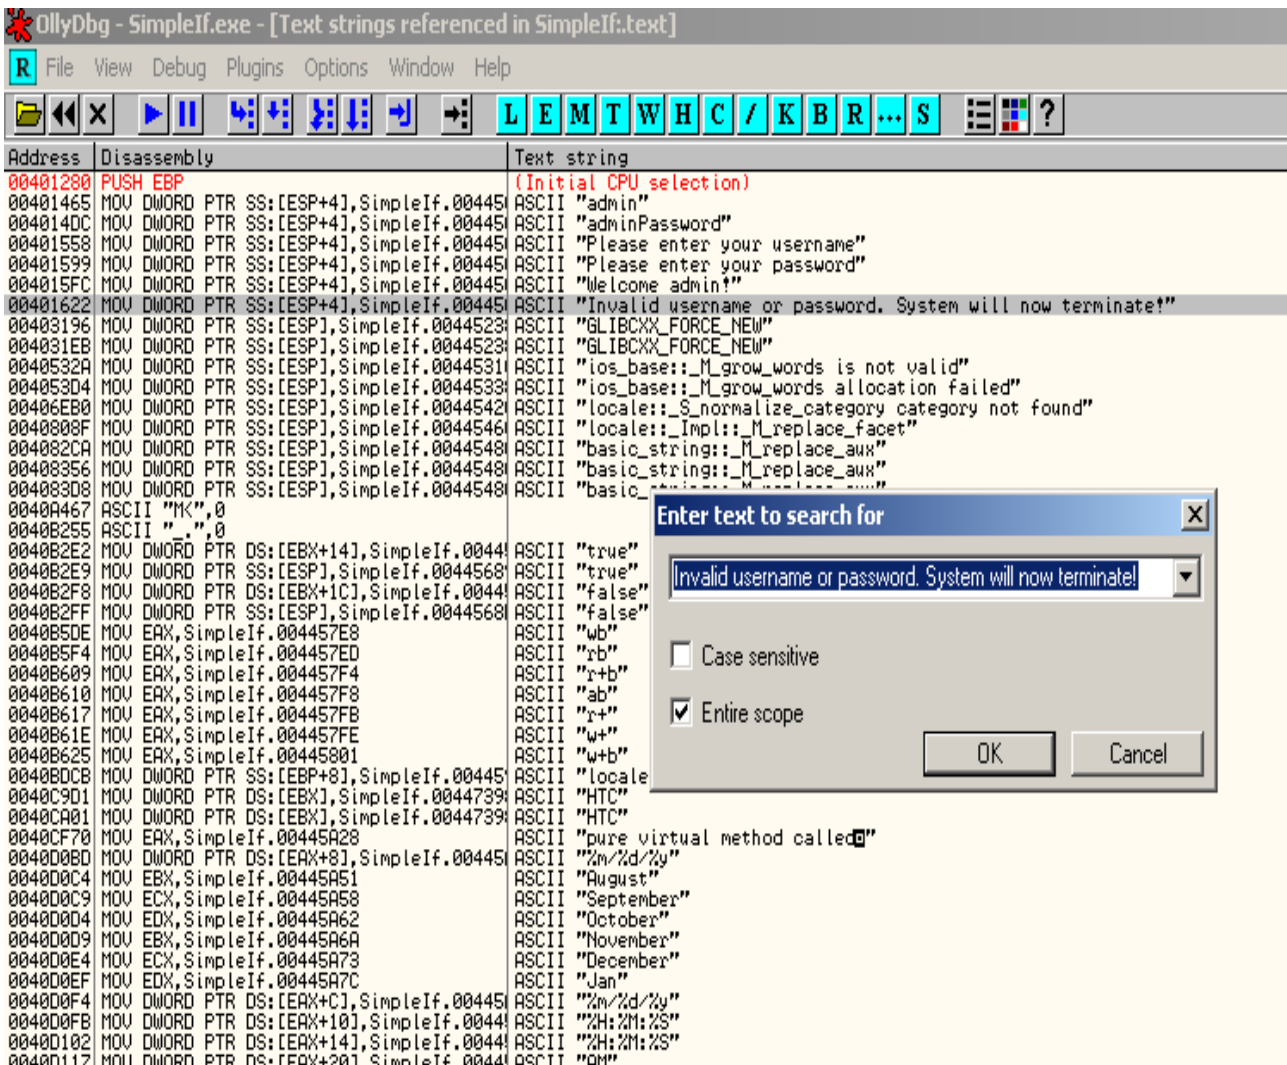 OllyDbg - SimpleIf.exe - [Text strings referenced in SimpleIf:.text]
R File View Debug Plugins Options Window Help
L E M T W H C / K B R ... S ?
Address Disassembly Text string
00401280 PUSH EBP (Initial CPU selection)
00401465 MOV DWORD PTR SS:[ESP+4],SimpleIf.00445 ASCII "admin"
004014DC MOV DWORD PTR SS:[ESP+4],SimpleIf.00445 ASCII "adminPassword"
00401558 MOV DWORD PTR SS:[ESP+4],SimpleIf.00445 ASCII "Please enter your username"
00401599 MOV DWORD PTR SS:[ESP+4],SimpleIf.00445 ASCII "Please enter your password"
004015FC MOV DWORD PTR SS:[ESP+4],SimpleIf.00445 ASCII "Welcome admin!"
00401622 MOV DWORD PTR SS:[ESP+4],SimpleIf.00445 ASCII "Invalid username or password. System will now terminate!"
00403196 MOV DWORD PTR SS:[ESP],SimpleIf.0044523 ASCII "GLIBCXX_FORCE_NEW"
004031EB MOV DWORD PTR SS:[ESP],SimpleIf.0044523 ASCII "GLIBCXX_FORCE_NEW"
0040532A MOV DWORD PTR SS:[ESP],SimpleIf.0044531 ASCII "ios_base::_M_grow_words is not valid"
004053D4 MOV DWORD PTR SS:[ESP],SimpleIf.0044533 ASCII "ios_base::_M_grow_words allocation failed"
00406EB0 MOV DWORD PTR SS:[ESP],SimpleIf.0044542 ASCII "locale::_S_normalize_category category not found"
0040808F MOV DWORD PTR SS:[ESP],SimpleIf.0044546 ASCII "locale::_Impl::_M_replace_facet"
004082CA MOV DWORD PTR SS:[ESP],SimpleIf.0044548 ASCII "basic_string::_M_replace_aux"
00408356 MOV DWORD PTR SS:[ESP],SimpleIf.0044548 ASCII "basic_string::_M_replace_aux"
004083D8 MOV DWORD PTR SS:[ESP],SimpleIf.0044548 ASCII "basic_string::_M_replace_aux"
0040A467 ASCII "MK",0
0040B255 ASCII "_.",0
0040B2E2 MOV DWORD PTR DS:[EBX+14],SimpleIf.0044 ASCII "true"
0040B2E9 MOV DWORD PTR SS:[ESP],SimpleIf.0044568 ASCII "true"
0040B2F8 MOV DWORD PTR DS:[EBX+1C],SimpleIf.0044 ASCII "false"
0040B2FF MOV DWORD PTR SS:[ESP],SimpleIf.0044568 ASCII "false"
0040B5DE MOV EAX,SimpleIf.004457E8 ASCII "wb"
0040B5F4 MOV EAX,SimpleIf.004457ED ASCII "rb"
0040B609 MOV EAX,SimpleIf.004457F4 ASCII "r+b"
0040B610 MOV EAX,SimpleIf.004457F8 ASCII "ab"
0040B617 MOV EAX,SimpleIf.004457FB ASCII "r+"
0040B61E MOV EAX,SimpleIf.004457FE ASCII "w+"
0040B625 MOV EAX,SimpleIf.00445801 ASCII "w+b"
0040BDCB MOV DWORD PTR SS:[EBP+8],SimpleIf.00445 ASCII "locale
0040C9D1 MOV DWORD PTR DS:[EBX],SimpleIf.0044739 ASCII "HTC"
0040CA01 MOV DWORD PTR DS:[EBX],SimpleIf.0044739 ASCII "HTC"
0040CF70 MOV EAX,SimpleIf.00445A28 ASCII "pure virtual method called"
0040D0BD MOV DWORD PTR DS:[EAX+8],SimpleIf.00445 ASCII "%m/%d/%y"
0040D0C4 MOV EBX,SimpleIf.00445A51 ASCII "August"
0040D0C9 MOV ECX,SimpleIf.00445A58 ASCII "September"
0040D0D4 MOV EDX,SimpleIf.00445A62 ASCII "October"
0040D0D9 MOV EBX,SimpleIf.00445A6A ASCII "November"
0040D0E4 MOV ECX,SimpleIf.00445A73 ASCII "December"
0040D0EF MOV EDX,SimpleIf.00445A7C ASCII "Jan"
0040D0F4 MOV DWORD PTR DS:[EAX+C],SimpleIf.00445 ASCII "%m/%d/%y"
0040D0FB MOV DWORD PTR DS:[EAX+10],SimpleIf.0044 ASCII "%H:%M:%S"
0040D102 MOV DWORD PTR DS:[EAX+14],SimpleIf.0044 ASCII "%H:%M:%S"
0040D117 MOV DWORD PTR DS:[EAX+20],SimpleIf.0044 ASCII "AM"
Enter text to search for
Invalid username or password. System will now terminate!
Case sensitive
Entire scope
OK Cancel